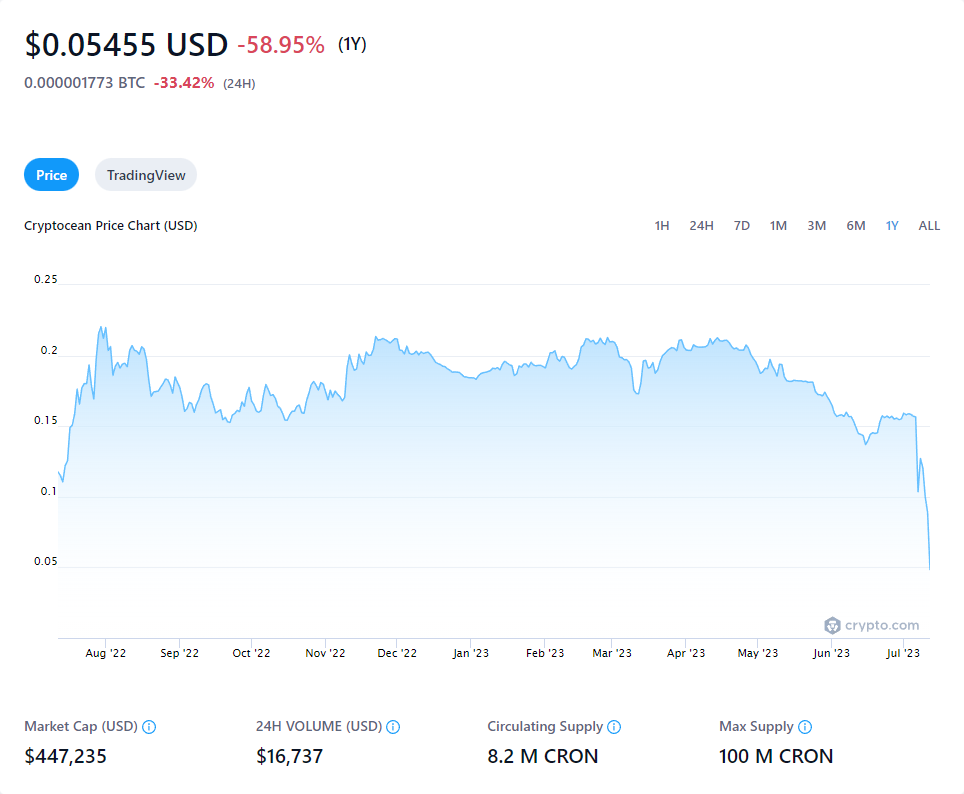 $0.05455 USD -58.95% (1Y)
0.000001773 BTC -33.42% (24H)
Price TradingView
Cryptocean Price Chart (USD) 1H 24H 7D 1M 3M 6M 1Y ALL
0.25
0.2
0.15
0.1
0.05
crypto.com
Aug '22 Sep '22 Oct '22 Nov '22 Dec '22 Jan '23 Feb '23 Mar '23 Apr '23 May '23 Jun '23 Jul '23
Market Cap (USD) 24H VOLUME (USD) Circulating Supply Max Supply
$447,235 $16,737 8.2 M CRON 100 M CRON